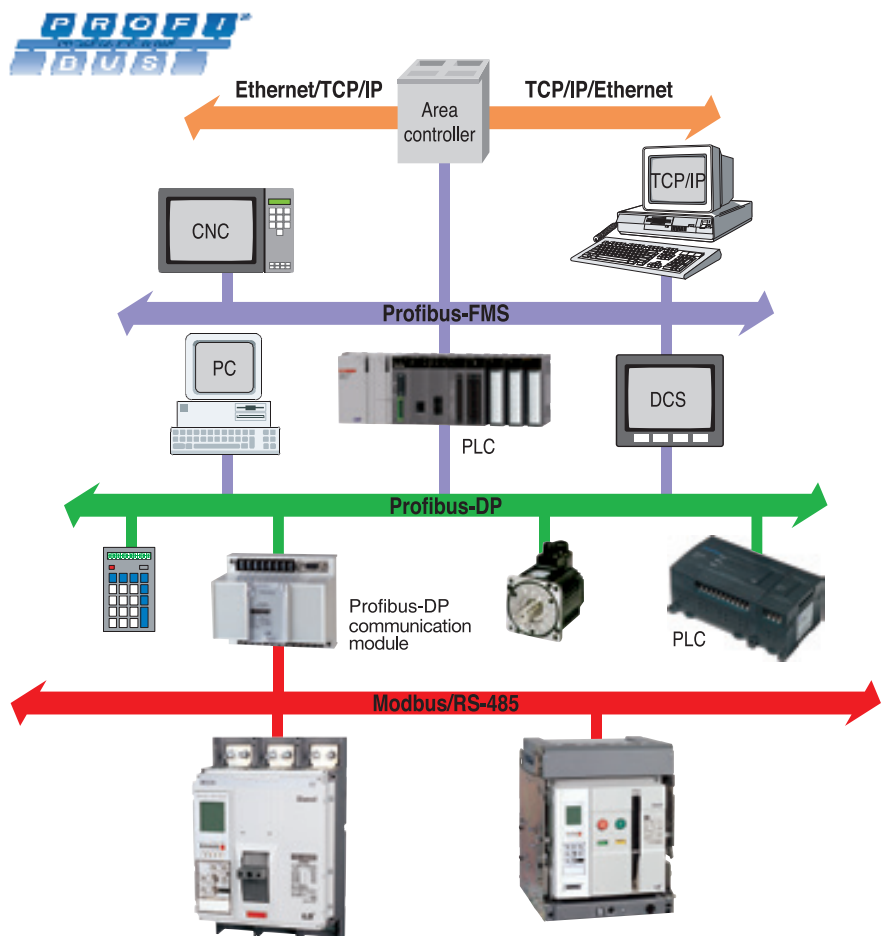 PROFI
BUS
Ethernet/TCP/IP
TCP/IP/Ethernet
Area
controller
CNC
TCP/IP
Profibus-FMS
PC
DCS
PLC
Profibus-DP
Profibus-DP
communication
module
PLC
Modbus/RS-485